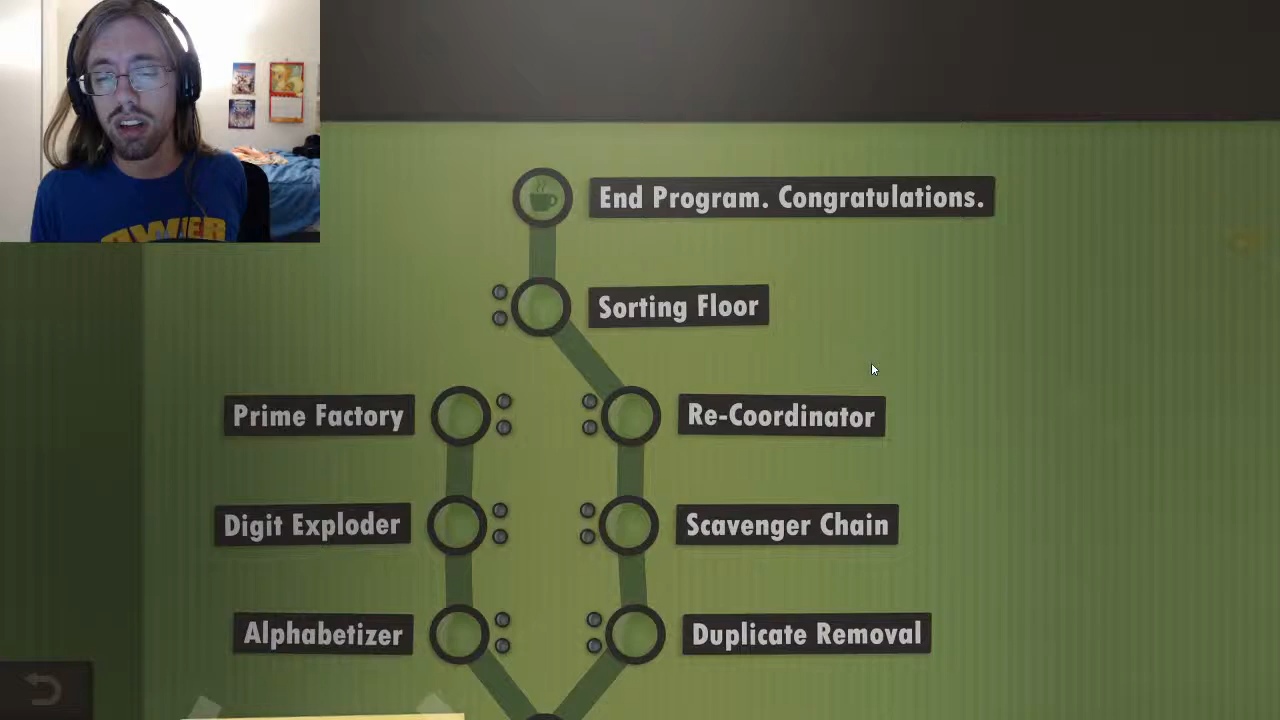 End Program. Congratulations.
Sorting Floor
Prime Factory
Re-Coordinator
Digit Exploder
Scavenger Chain
Alphabetizer
Duplicate Removal